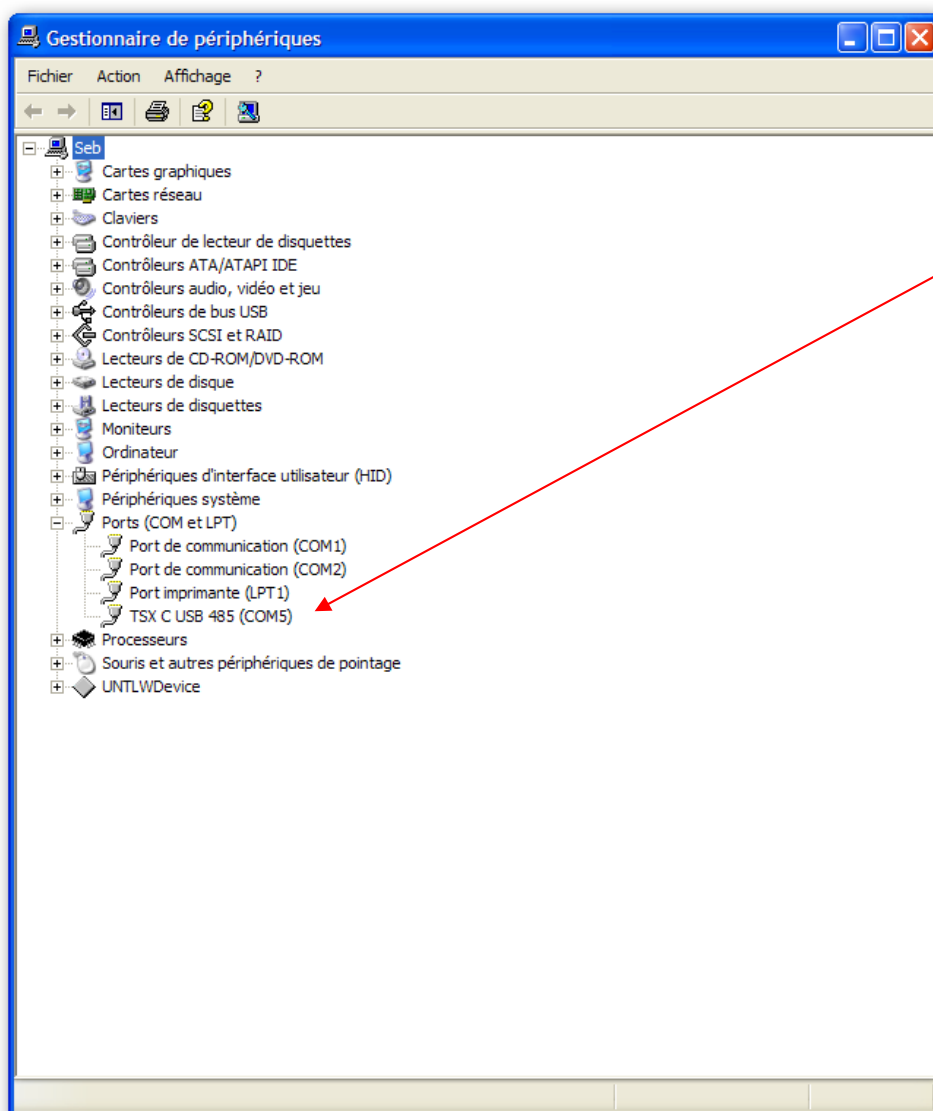 Gestionnaire de périphériques
Fichier Action Affichage ?
Seb
Cartes graphiques
Cartes réseau
Claviers
Contrôleur de lecteur de disquettes
Contrôleurs ATA/ATAPI IDE
Contrôleurs audio, vidéo et jeu
Contrôleurs de bus USB
Contrôleurs SCSI et RAID
Lecteurs de CD-ROM/DVD-ROM
Lecteurs de disque
Lecteurs de disquettes
Moniteurs
Ordinateur
Périphériques d'interface utilisateur (HID)
Périphériques système
Ports (COM et LPT)
Port de communication (COM1)
Port de communication (COM2)
Port imprimante (LPT1)
TSX C USB 485 (COM5)
Processeurs
Souris et autres périphériques de pointage
UNTLWDevice